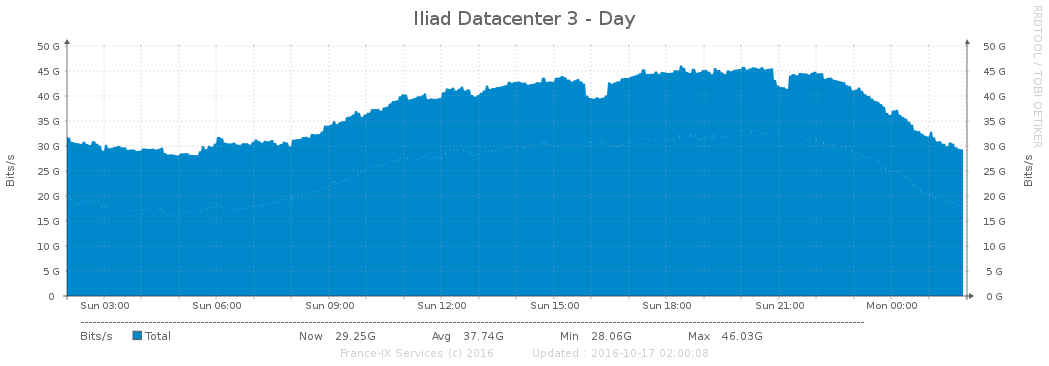 Iliad Datacenter 3 - Day
RRDTOOL / TOBI OETIKER
Bits/s
50 G 50 G
45 G 45 G
40 G 40 G
35 G 35 G
30 G 30 G
25 G 25 G
20 G 20 G
15 G 15 G
10 G 10 G
5 G 5 G
0 0 G
Bits/s
Sun 03:00 Sun 06:00 Sun 09:00 Sun 12:00 Sun 15:00 Sun 18:00 Sun 21:00 Mon 00:00
Bits/s Total Now 29.25G Avg 37.74G Min 28.06G Max 46.03G
France-IX Services (c) 2016 Updated : 2016-10-17 02:00:08